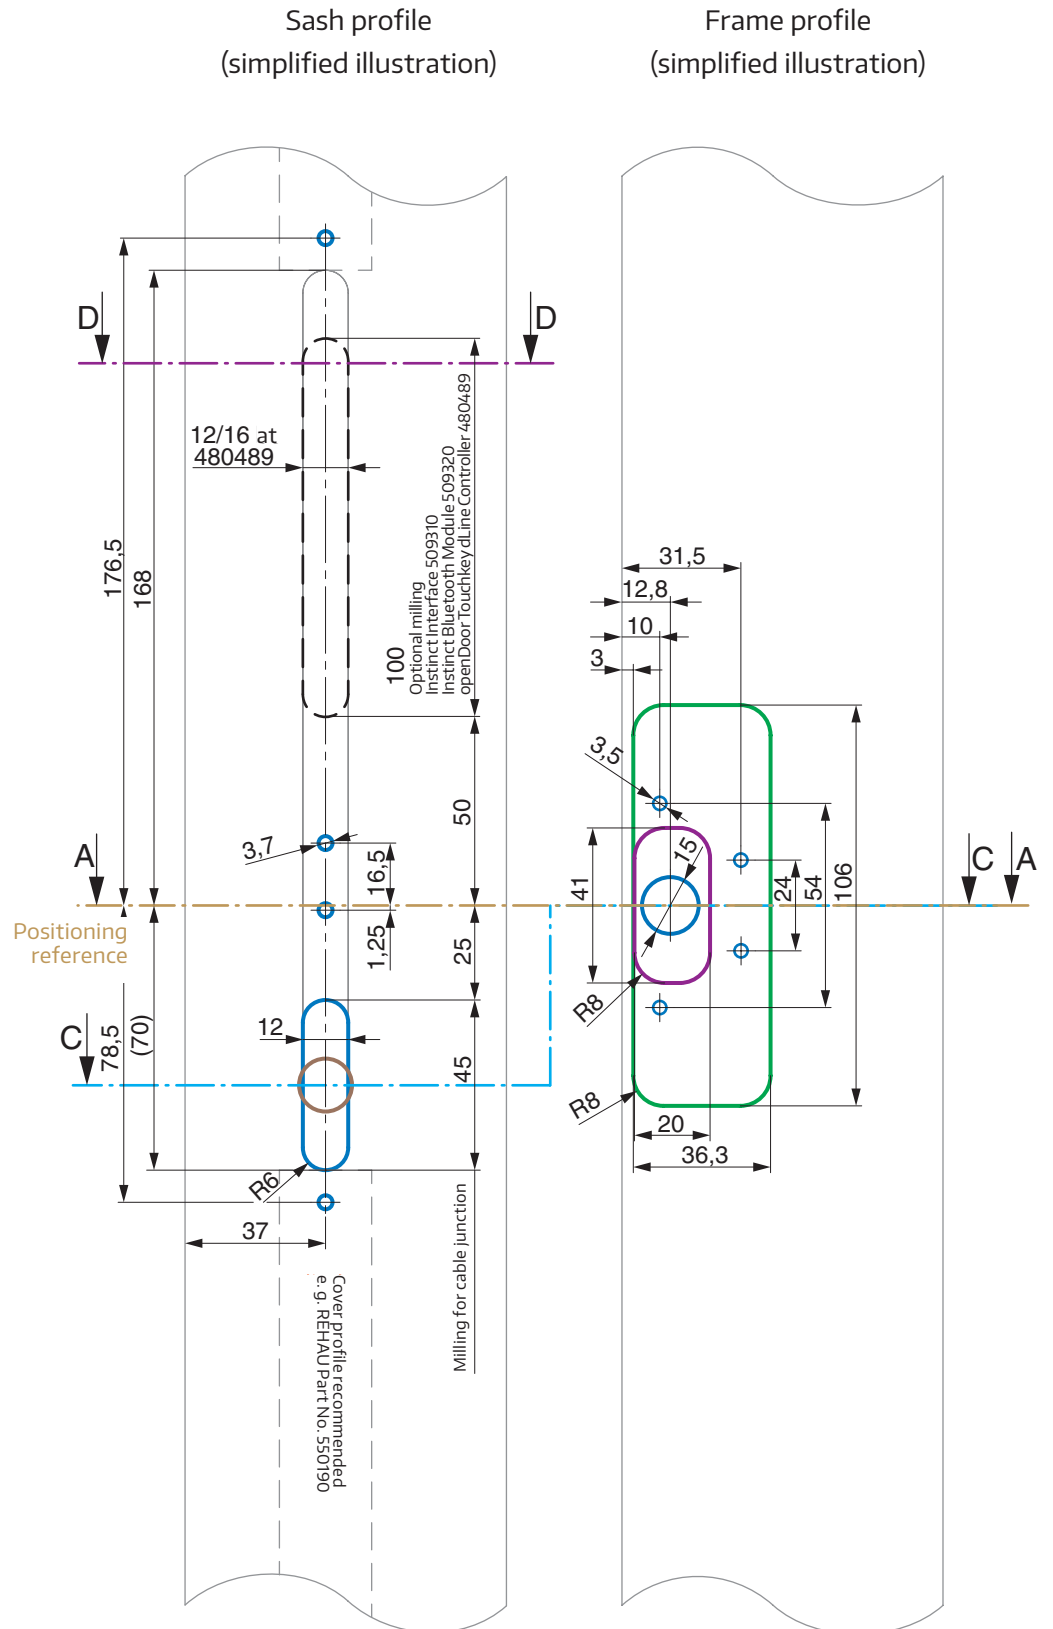 Sash profile
(simplified illustration)
Frame profile
(simplified illustration)
D
D
12/16 at
480489
176,5
168
100
Optional milling
Instinct Interface 509310
Instinct Bluetooth Module 509320
openDoor Touchkey dLine Controller 480489
50
3,7
16,5
A
Positioning
reference
1,25
25
C
78,5
(70)
12
45
R6
37
Milling for cable junction
Cover profile recommended
e. g. REHAU Part No. 550190
31,5
12,8
10
3
3,5
15
41
24
54
106
C
A
R8
R8
20
36,3